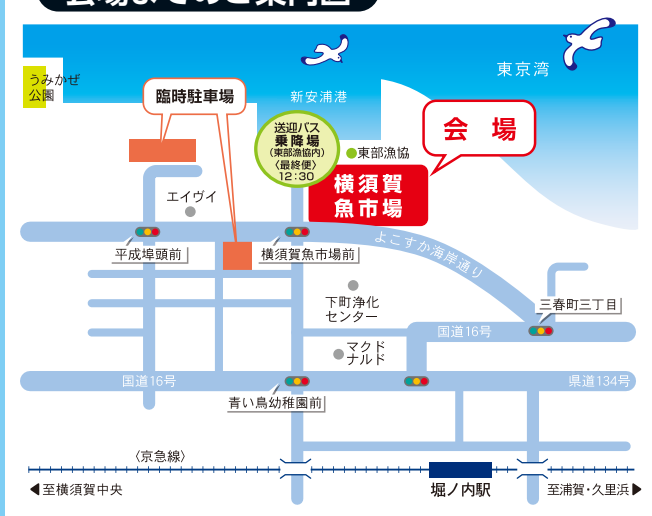 会場までのご案内図
うみかぜ
公園
臨時駐車場
新安浦港
東京湾
送迎バス
乗降場
(東部漁協内)
〈最終便〉
12:30
東部漁協
会 場
横須賀
魚市場
エイヴイ
平成埠頭前
横須賀魚市場前
よこすか海岸通り
下町浄化
センター
三春町三丁目
国道16号
マクド
ナルド
国道16号
県道134号
青い鳥幼稚園前
〈京急線〉
至横須賀中央
堀ノ内駅
至浦賀・久里浜